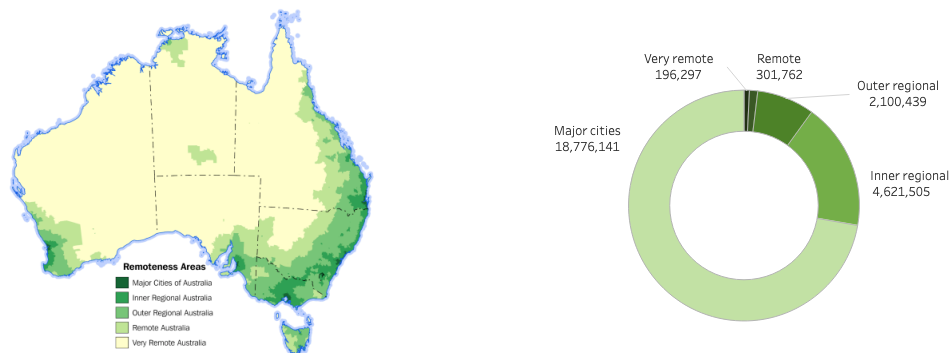 Remoteness Areas
Major Cities of Australia
Inner Regional Australia
Outer Regional Australia
Remote Australia
Very Remote Australia
Very remote
196,297
Remote
301,762
Outer regional
2,100,439
Major cities
18,776,141
Inner regional
4,621,505